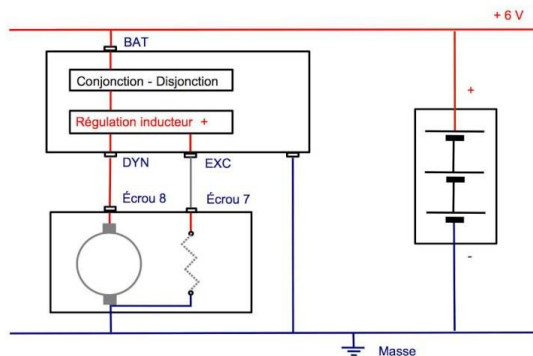 + 6 V
BAT
Conjonction - Disjonction
+
Régulation inducteur +
DYN
EXC
Écrou 8
Écrou 7
-
Masse